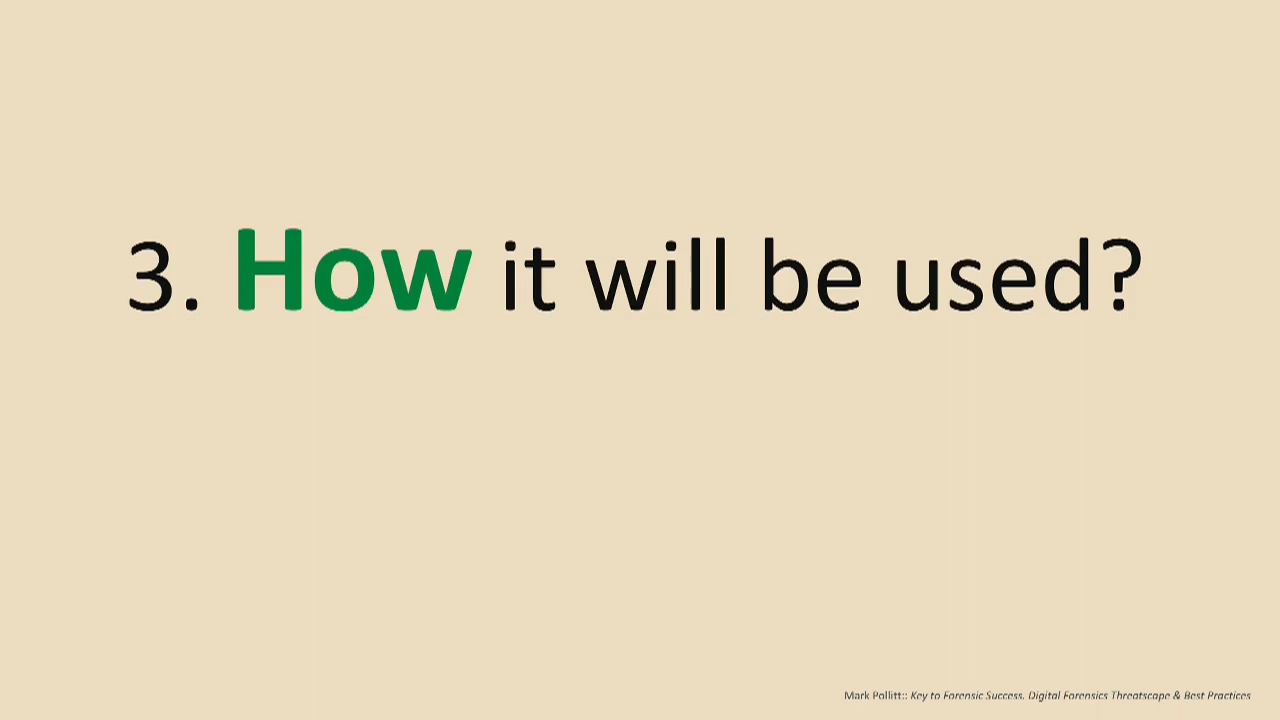 3. How it will be used?
Mark Pollitt:: Key to Forensic Success. Digital Forensics Threatscape & Best Practices